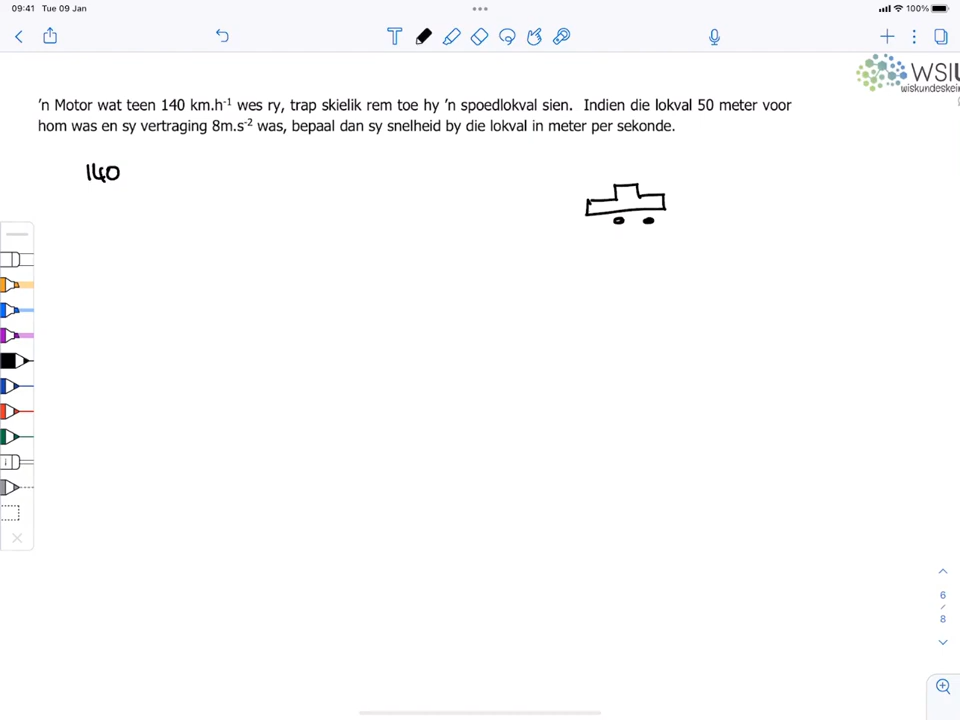 09:41 Tue 09 Jan
100%
T
WSI
wiskundeskei
'n Motor wat teen 140 km.h⁻¹ wes ry, trap skielik rem toe hy 'n spoedlokval sien. Indien die lokval 50 meter voor
hom was en sy vertraging 8m.s⁻² was, bepaal dan sy snelheid by die lokval in meter per sekonde.
140
6
/
8